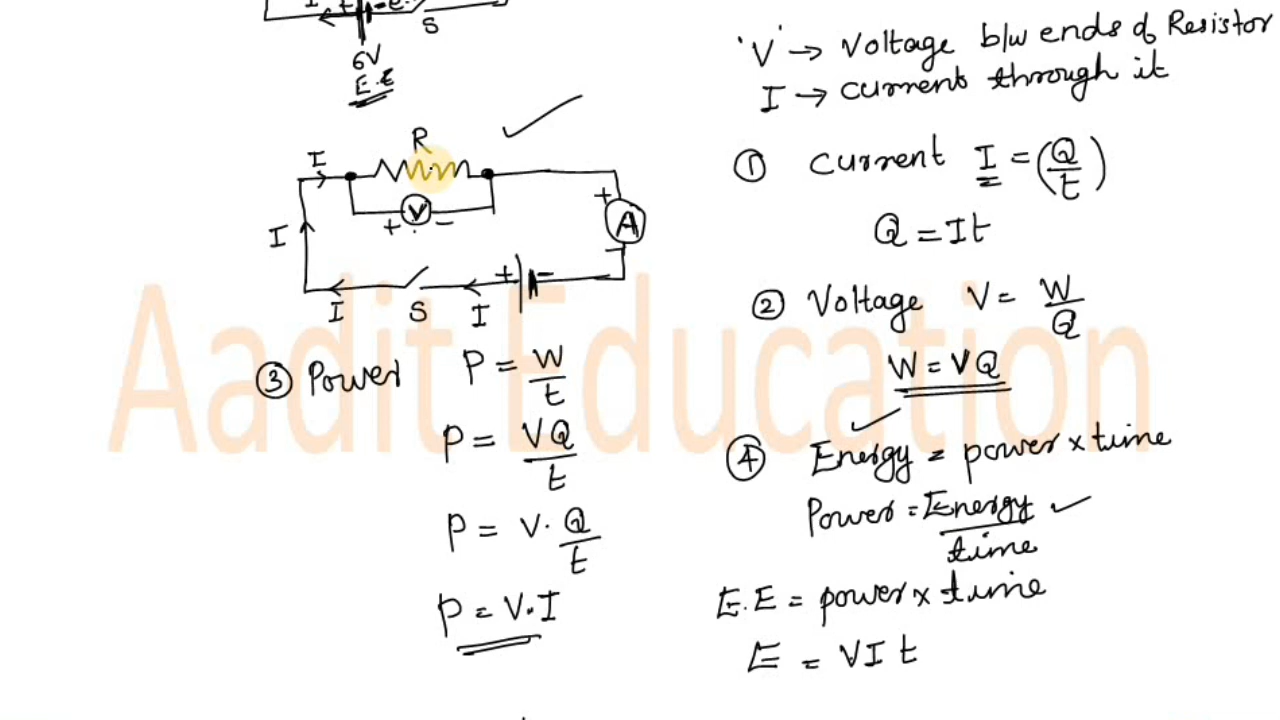 I + - e.
S
6V
E.E
'V' → Voltage b/w ends of Resistor
I → current through it
R
I
V
+ -
+
A
-
I
I S I + -
① Current I = (Q/t)
Q = It
② Voltage V = W/Q
W = VQ
③ Power P = W/t
P = VQ/t
P = V. Q/t
P = V.I
④ Energy = power x time
Power = Energy/time
E.E = power x time
E = VI t
Aadit Education